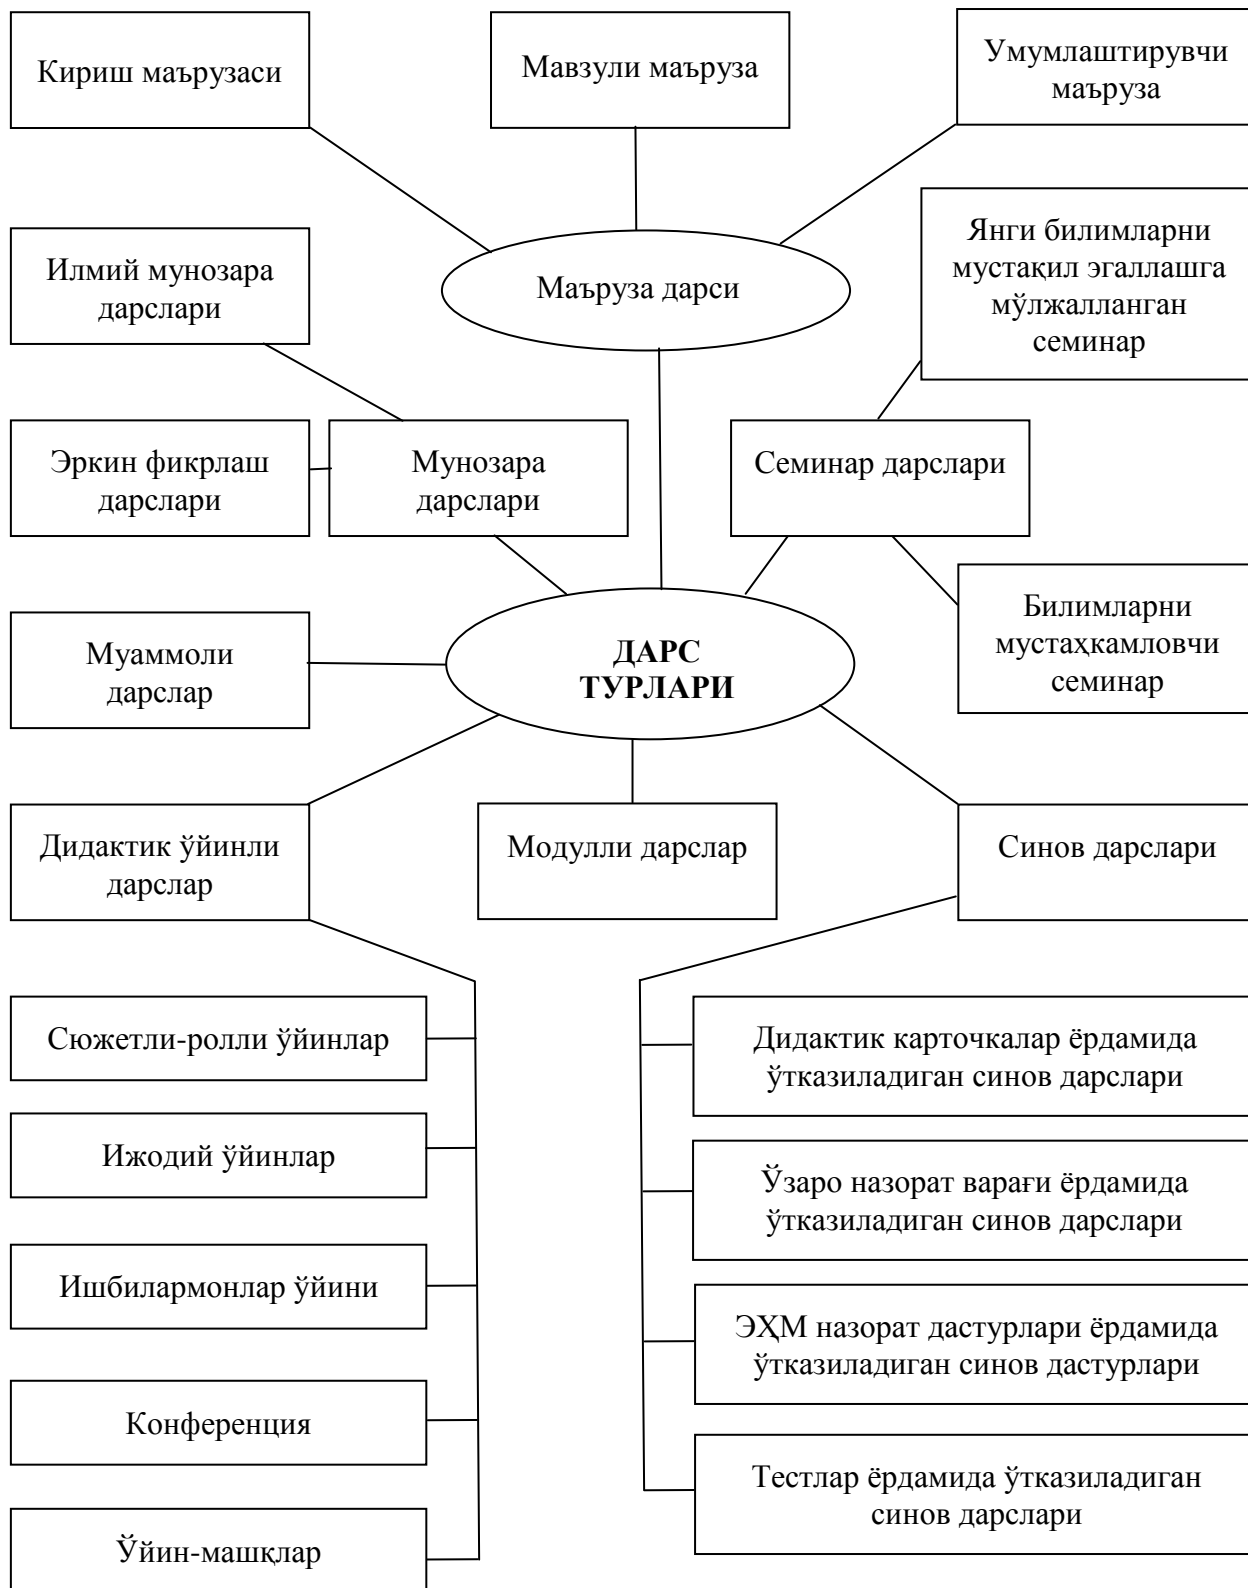 Кириш маърузаси
Мавзули маъруза
Умумлаштирувчи
маъруза
Илмий мунозара
дарслари
Маъруза дарси
Янги билимларни
мустақил эгаллашга
мўлжалланган
семинар
Эркин фикрлаш
дарслари
Мунозара
дарслари
Семинар дарслари
Муаммоли
дарслар
ДАРС
ТУРЛАРИ
Билимларни
мустаҳкамловчи
семинар
Дидактик ўйинли
дарслар
Модулли дарслар
Синов дарслари
Сюжетли-ролли ўйинлар
Ижодий ўйинлар
Ишбилармонлар ўйини
Конференция
Ўйин-машқлар
Дидактик карточкалар ёрдамида
ўтказиладиган синов дарслари
Ўзаро назорат варағи ёрдамида
ўтказиладиган синов дарслари
ЭҲМ назорат дастурлари ёрдамида
ўтказиладиган синов дастурлари
Тестлар ёрдамида ўтказиладиган
синов дарслари